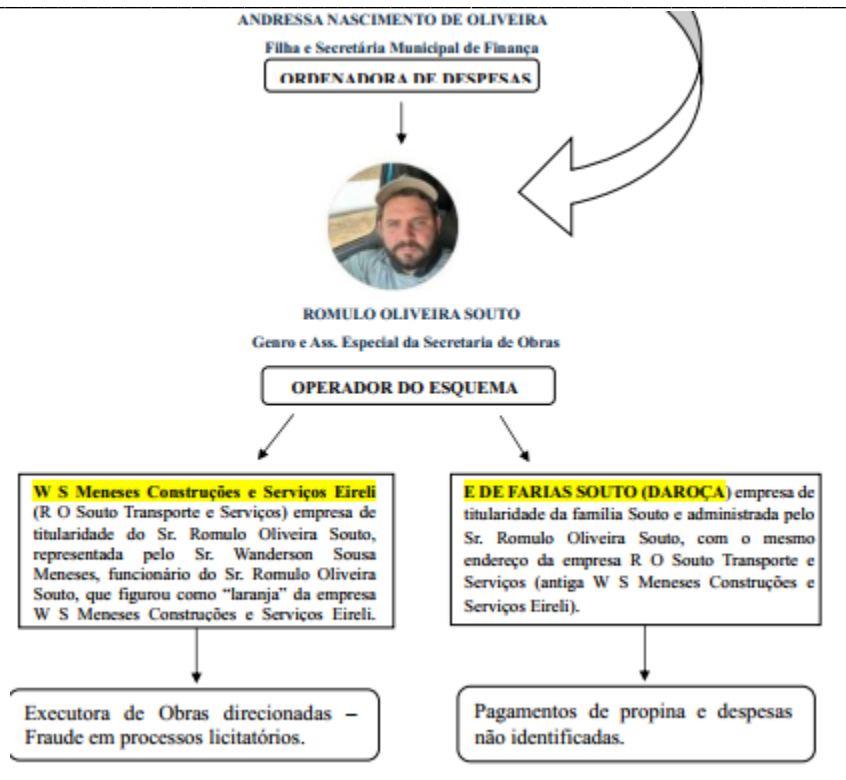 ANDRESSA NASCIMENTO DE OLIVEIRA
Filha e Secretária Municipal de Finança
ORDENADORA DE DESPESAS
ROMULO OLIVEIRA SOUTO
Genro e Ass. Especial da Secretaria de Obras
OPERADOR DO ESQUEMA
W S Meneses Construções e Serviços Eireli
(R O Souto Transporte e Serviços) empresa de
titularidade do Sr. Romulo Oliveira Souto,
representada pelo Sr. Wanderson Sousa
Meneses, funcionário do Sr. Romulo Oliveira
Souto, que figurou como “laranja” da empresa
W S Meneses Construções e Serviços Eireli.
E DE FARIAS SOUTO (DAROÇA) empresa de
titularidade da família Souto e administrada pelo
Sr. Romulo Oliveira Souto, com o mesmo
endereço da empresa R O Souto Transporte e
Serviços (antiga W S Meneses Construções e
Serviços Eireli).
Executora de Obras direcionadas –
Fraude em processos licitatórios.
Pagamentos de propina e despesas
não identificadas.